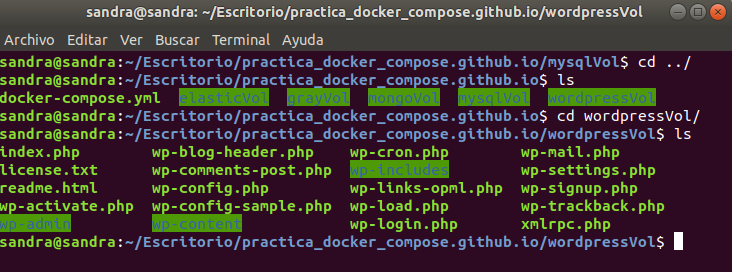 sandra@sandra: ~/Escritorio/practica_docker_compose.github.io/wordpressVol
Archivo Editar Ver Buscar Terminal Ayuda
sandra@sandra:~/Escritorio/practica_docker_compose.github.io/mysqlVol$ cd ../
sandra@sandra:~/Escritorio/practica_docker_compose.github.io$ ls
docker-compose.yml elasticVol grayVol mongoVol mysqlVol wordpressVol
sandra@sandra:~/Escritorio/practica_docker_compose.github.io$ cd wordpressVol/
sandra@sandra:~/Escritorio/practica_docker_compose.github.io/wordpressVol$ ls
index.php wp-blog-header.php wp-cron.php wp-mail.php
license.txt wp-comments-post.php wp-includes wp-settings.php
readme.html wp-config.php wp-links-opml.php wp-signup.php
wp-activate.php wp-config-sample.php wp-load.php wp-trackback.php
wp-admin wp-content wp-login.php xmlrpc.php
sandra@sandra:~/Escritorio/practica_docker_compose.github.io/wordpressVol$